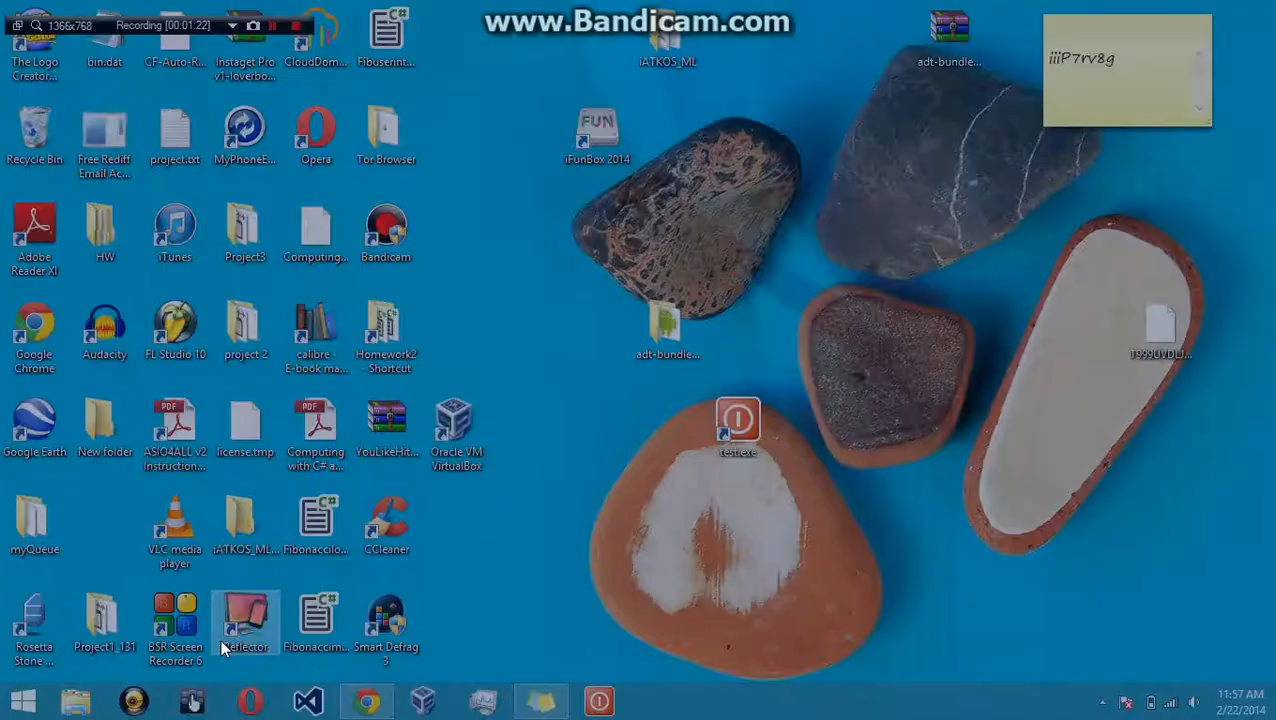 1366x768 Recording [00:01:22]
www.Bandicam.com
The Logo
Creator...
bin.dat
CF-Auto-R...
Instaget Pro
v1-loverbo...
CloudDom...
Fibusennt...
iATKOS_ML
adt-bundle...
iiiP7rv8g
Recycle Bin
Free Rediff
Email Ac...
project.txt
MyPhoneE...
Opera
Tor Browser
FUN
iFunBox 2014
Adobe
Reader XI
HW
iTunes
Project3
Computing...
Bandicam
Google
Chrome
Audacity
FL Studio 10
project 2
calibre -
E-book ma...
Homework2
- Shortcut
adt-bundle...
T999UVDLJ...
Google Earth
New folder
PDF
ASIO4ALL v2
Instruction...
license.tmp
PDF
Computing
with C# a...
YouLikeHit...
Oracle VM
VirtualBox
test.exe
myQueue
VLC media
player
iATKOS_ML...
Fibonaccilo...
CCleaner
Rosetta
Stone ...
Project1_131
BSR Screen
Recorder 6
Reflector
Fibonaccim...
Smart Defrag
3
11:57 AM
2/22/2014